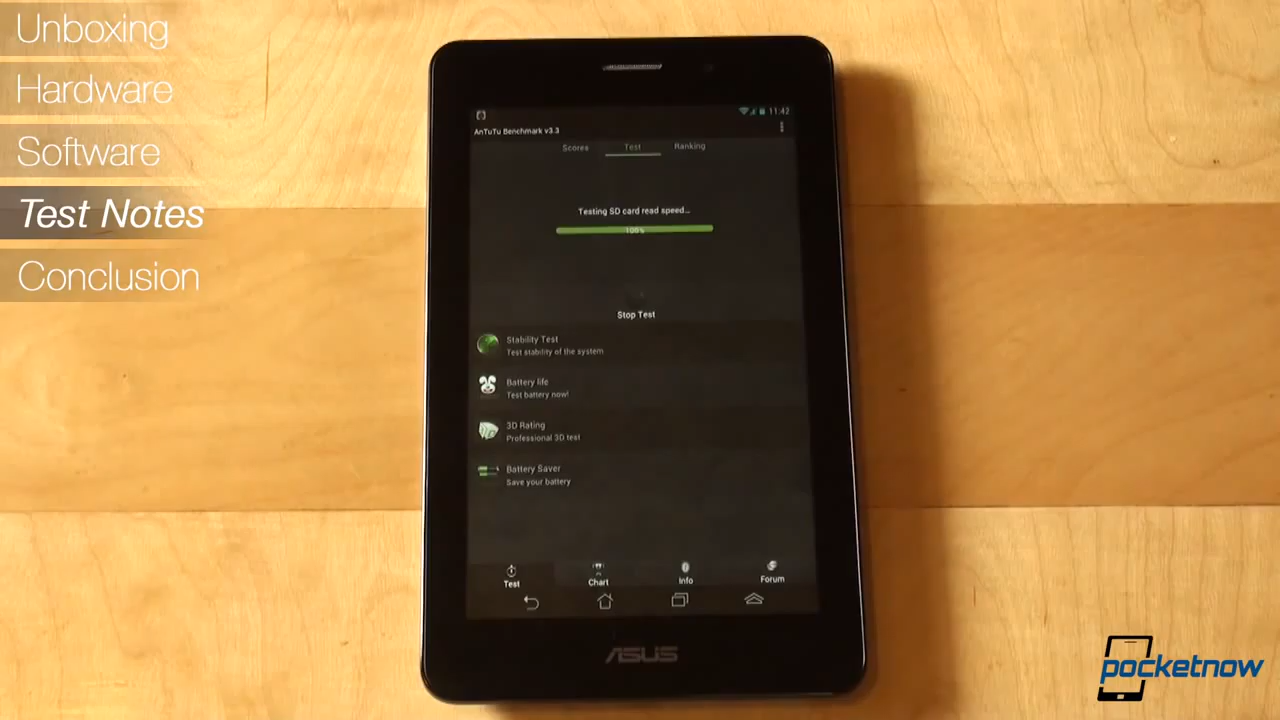 Unboxing
Hardware
Software
Test Notes
Conclusion
11:42
AnTuTu Benchmark v3.3
Scores Test Ranking
Testing SD card read speed...
100%
Stop Test
Stability Test
Test stability of the system
Battery life
Test battery now!
3D Rating
Professional 3D test
Battery Saver
Save your battery
Test Chart Info Forum
ASUS
pocketnow